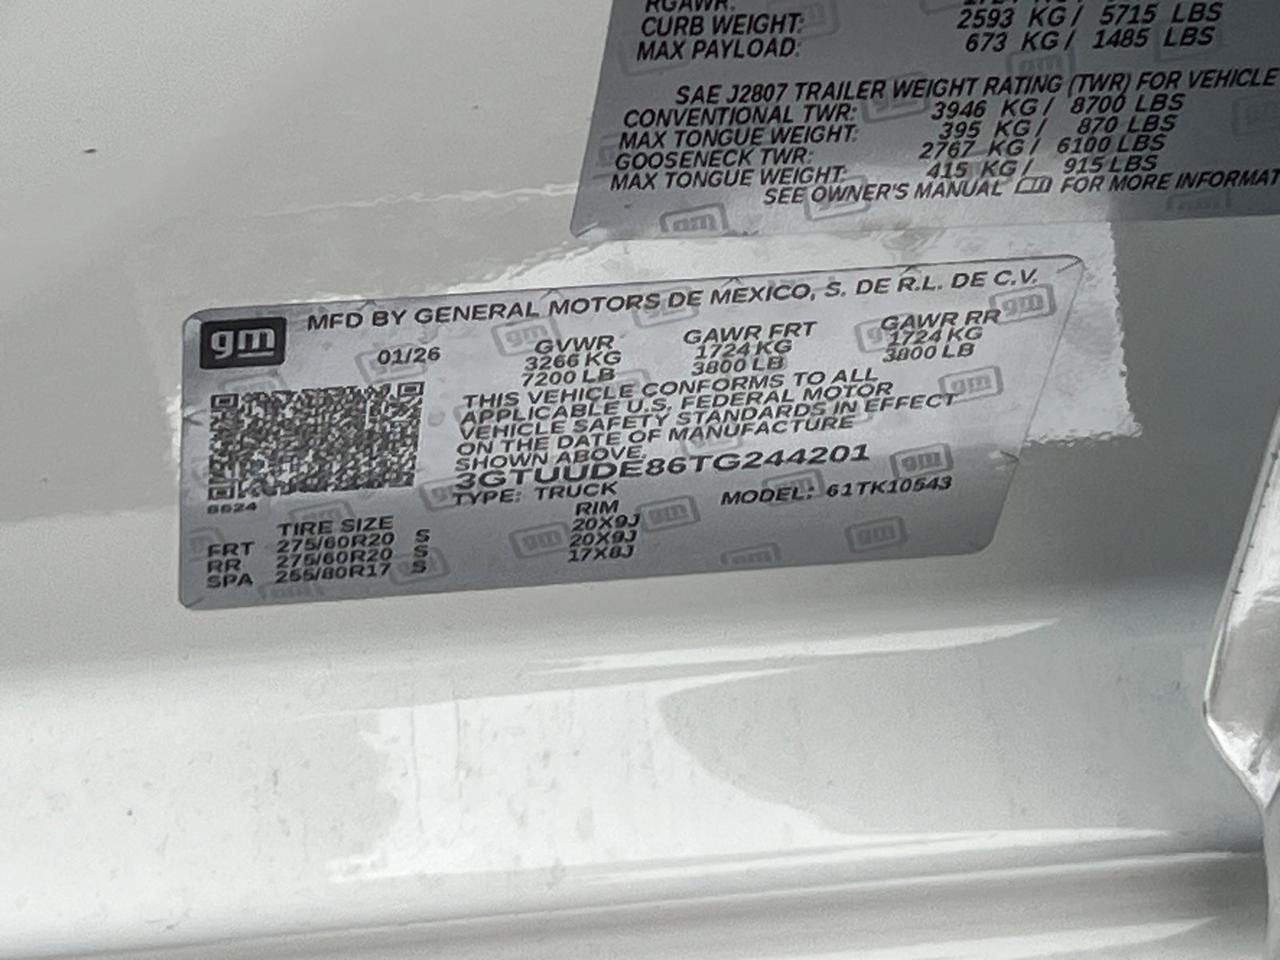 RGAWR:
CURB WEIGHT: 2593 KG/ 5715 LBS
MAX PAYLOAD: 673 KG/ 1485 LBS
SAE J2807 TRAILER WEIGHT RATING (TWR) FOR VEHICLE
CONVENTIONAL TWR: 3946 KG/ 8700 LBS
MAX TONGUE WEIGHT: 395 KG/ 870 LBS
GOOSENECK TWR: 2767 KG/ 6100 LBS
MAX TONGUE WEIGHT: 415 KG/ 915 LBS
SEE OWNER'S MANUAL FOR MORE INFORMAT
gm
MFD BY GENERAL MOTORS DE MEXICO, S. DE R.L. DE C.V.
01/26 GVWR GAWR FRT GAWR RR
3266 KG 1724 KG 1724 KG
7200 LB 3800 LB 3800 LB
THIS VEHICLE CONFORMS TO ALL
APPLICABLE U.S. FEDERAL MOTOR
VEHICLE SAFETY STANDARDS IN EFFECT
ON THE DATE OF MANUFACTURE
SHOWN ABOVE.
3GTUUDE86TG244201
TYPE: TRUCK MODEL: 61TK10543
8624
TIRE SIZE RIM
FRT 275/60R20 S 20X9J
RR 275/60R20 S 20X9J
SPA 255/80R17 S 17X8J